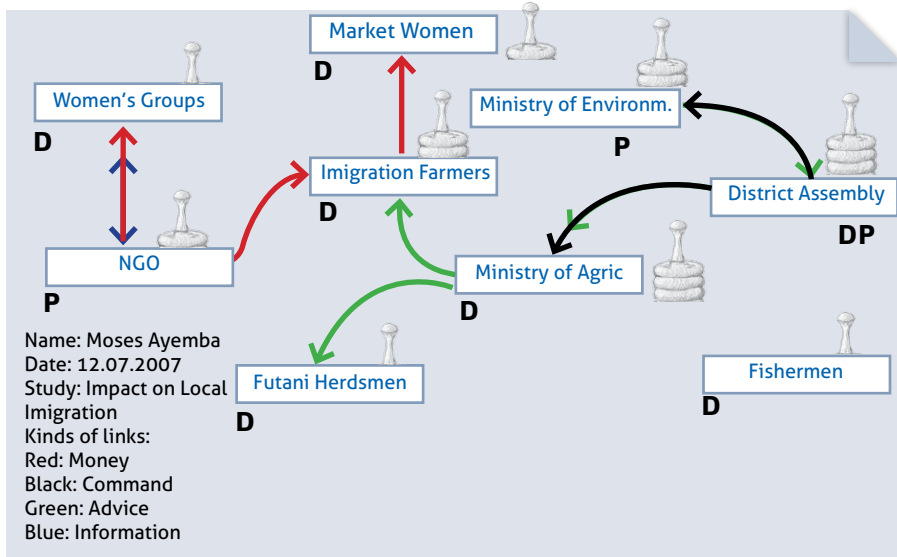 Market Women
D
Women's Groups
D
Ministry of Environm.
P
Imigration Farmers
D
District Assembly
DP
NGO
P
Ministry of Agric
D
Futani Herdsmen
D
Fishermen
D
Name: Moses Ayemba
Date: 12.07.2007
Study: Impact on Local
Imigration
Kinds of links:
Red: Money
Black: Command
Green: Advice
Blue: Information